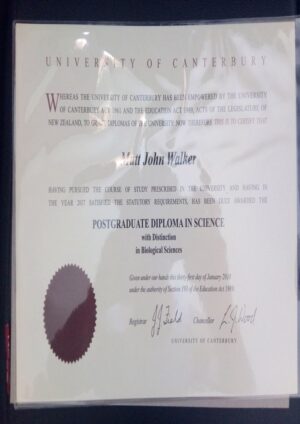 UNIVERSITY OF CANTERBURY
WHEREAS THE UNIVERSITY OF CANTERBURY HAS BEEN EMPOWERED BY THE UNIVERSITY
OF CANTERBURY ACT 1961 AND THE EDUCATION ACT 1989, ACTS OF THE LEGISLATURE OF
NEW ZEALAND, TO GRANT DIPLOMAS OF THE UNIVERSITY NOW THEREFORE THIS IS TO CERTIFY THAT
Matt John Walker
HAVING PURSUED THE COURSE OF STUDY PRESCRIBED IN THE UNIVERSITY AND HAVING IN
THE YEAR 2017 SATISFIED THE STATUTORY REQUIREMENTS, HAS BEEN DULY AWARDED THE
POSTGRADUATE DIPLOMA IN SCIENCE
with Distinction
in Biological Sciences
Given under our hands this thirty-first day of January 2018
under the authority of Section 193 of the Education Act 1989.
Registrar Chancellor
UNIVERSITY OF CANTERBURY